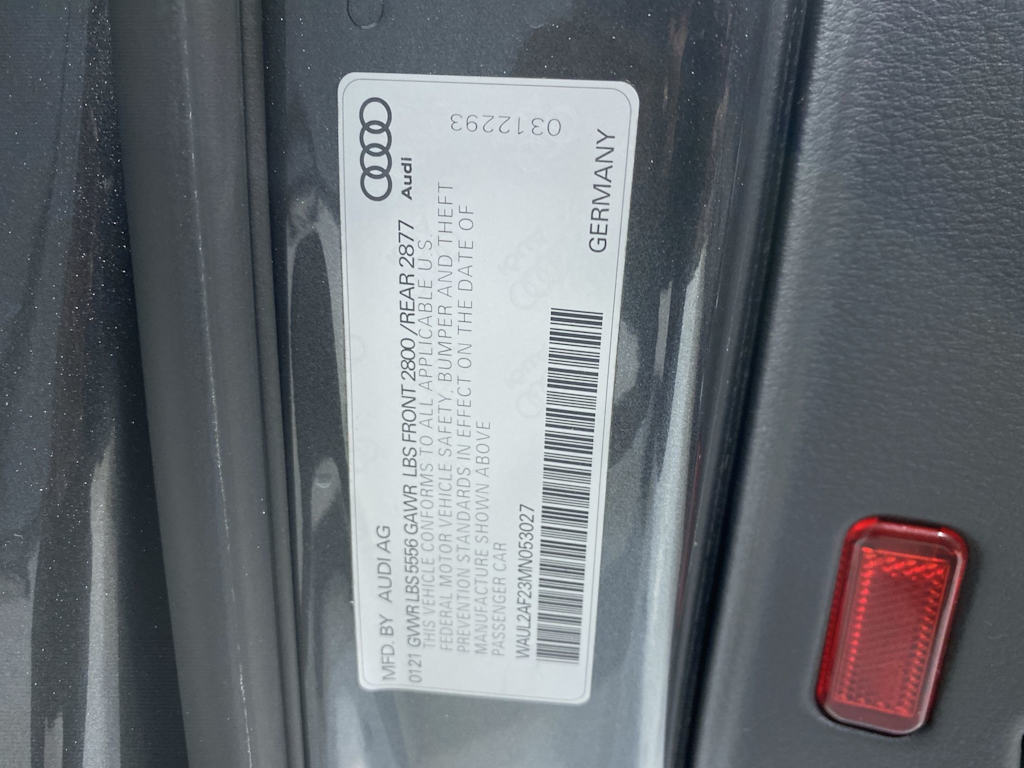 MFD. BY AUDI AG
Audi
0121 GVWR LBS 5556 GAWR LBS FRONT 2800/REAR 2877
THIS VEHICLE CONFORMS TO ALL APPLICABLE U.S.
FEDERAL MOTOR VEHICLE SAFETY, BUMPER AND THEFT
PREVENTION STANDARDS IN EFFECT ON THE DATE OF
MANUFACTURE SHOWN ABOVE
PASSENGER CAR
0312293
WAUL2AF23MN053027
GERMANY